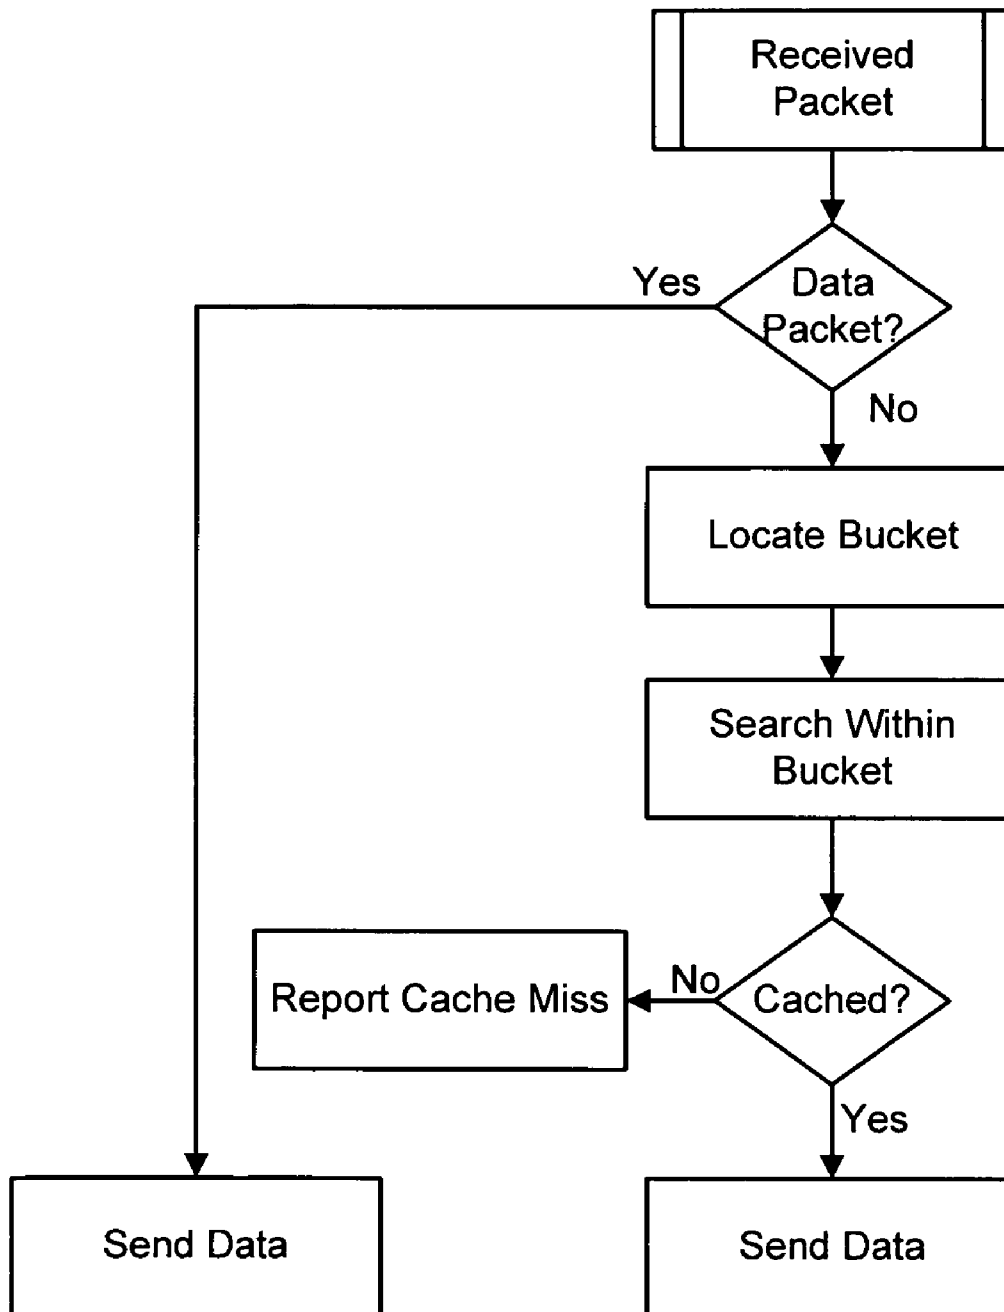 Received
Packet
Yes
Data
Packet?
No
Locate Bucket
Search Within
Bucket
Report Cache Miss
No
Cached?
Yes
Send Data
Send Data